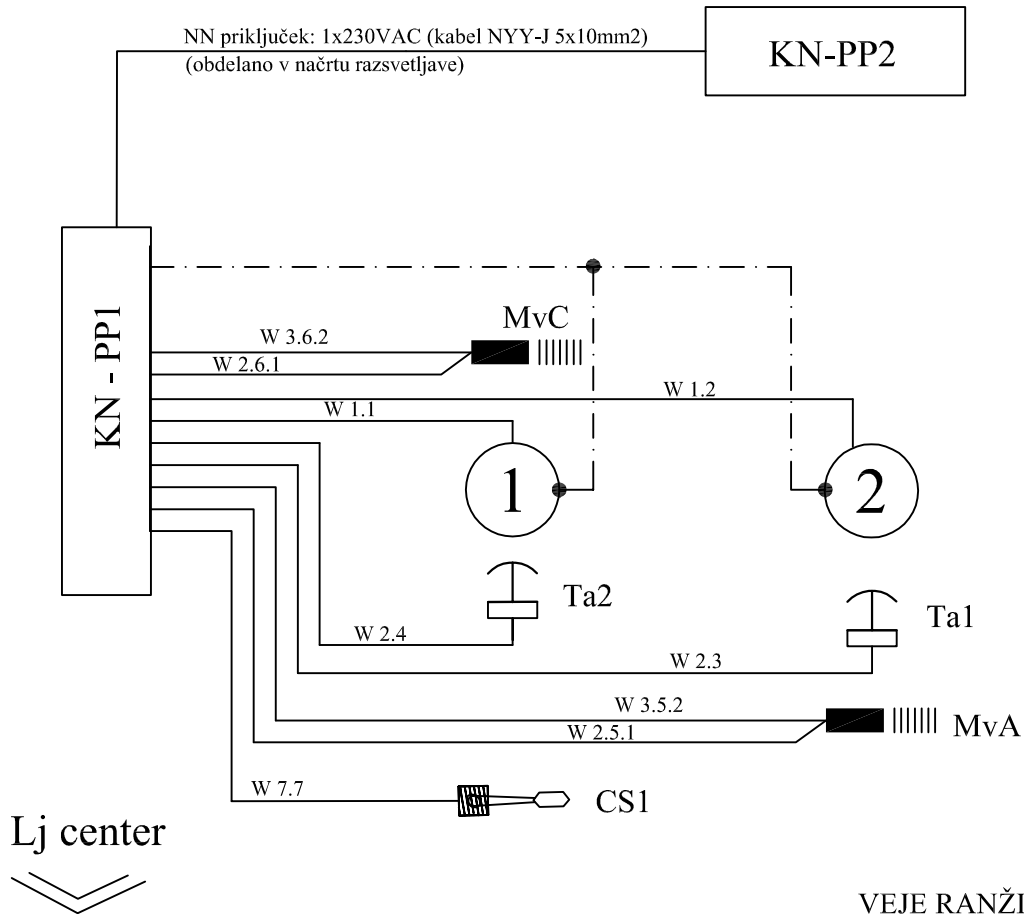 NN priključek: 1x230VAC (kabel NYY-J 5x10mm2)
(obdelano v načrtu razsvetljave)
KN-PP2
KN - PP1
MvC
W 3.6.2
W 2.6.1
W 1.2
W 1.1
1
2
Ta2
Ta1
W 2.4
W 2.3
W 3.5.2
MvA
W 2.5.1
W 7.7
CS1
Lj center
VEJE RANŽI